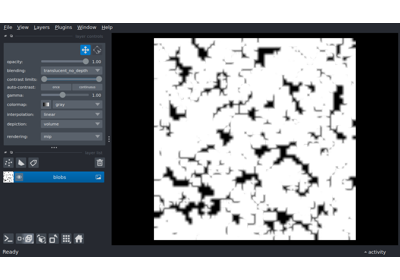 File View Layers Plugins Window Help
opacity: 1.00
blending: translucent_no_depth
contrast limits:
auto-contrast: once continuous
gamma: 1.00
colormap: gray
interpolation: linear
depiction: volume
rendering: mip
blobs
Ready
activity